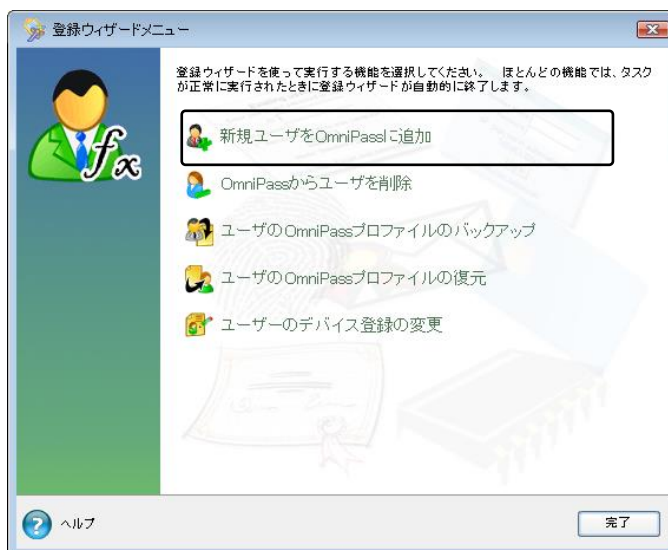 登録ウィザードメニュー
登録ウィザードを使って実行する機能を選択してください。 ほとんどの機能では、タスク
が正常に実行されたときに登録ウィザードが自動的に終了します。
fx
新規ユーザをOmniPassに追加
OmniPassからユーザを削除
ユーザのOmniPassプロファイルのバックアップ
ユーザのOmniPassプロファイルの復元
ユーザーのデバイス登録の変更
ヘルプ
完了